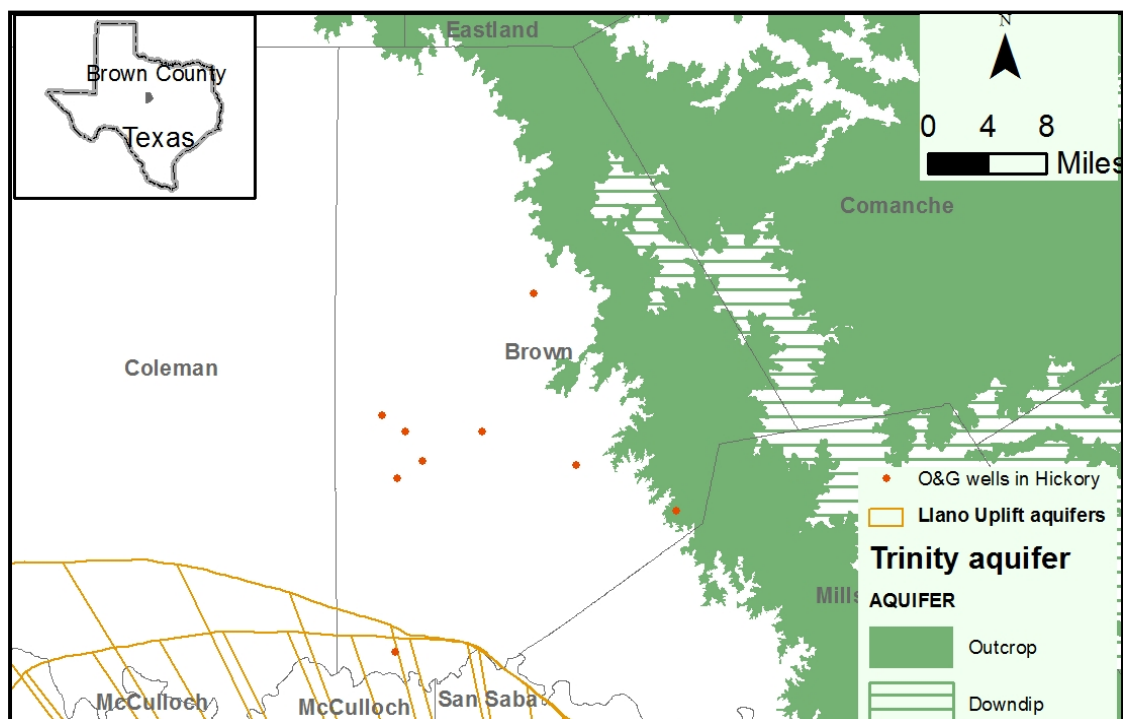 Eastland
N
Brown County
Texas
0 4 8
Miles
Comanche
Brown
Coleman
O&G wells in Hickory
Llano Uplift aquifers
Trinity aquifer
Mills
AQUIFER
Outcrop
Downdip
McCulloch
McCulloch
San Saba